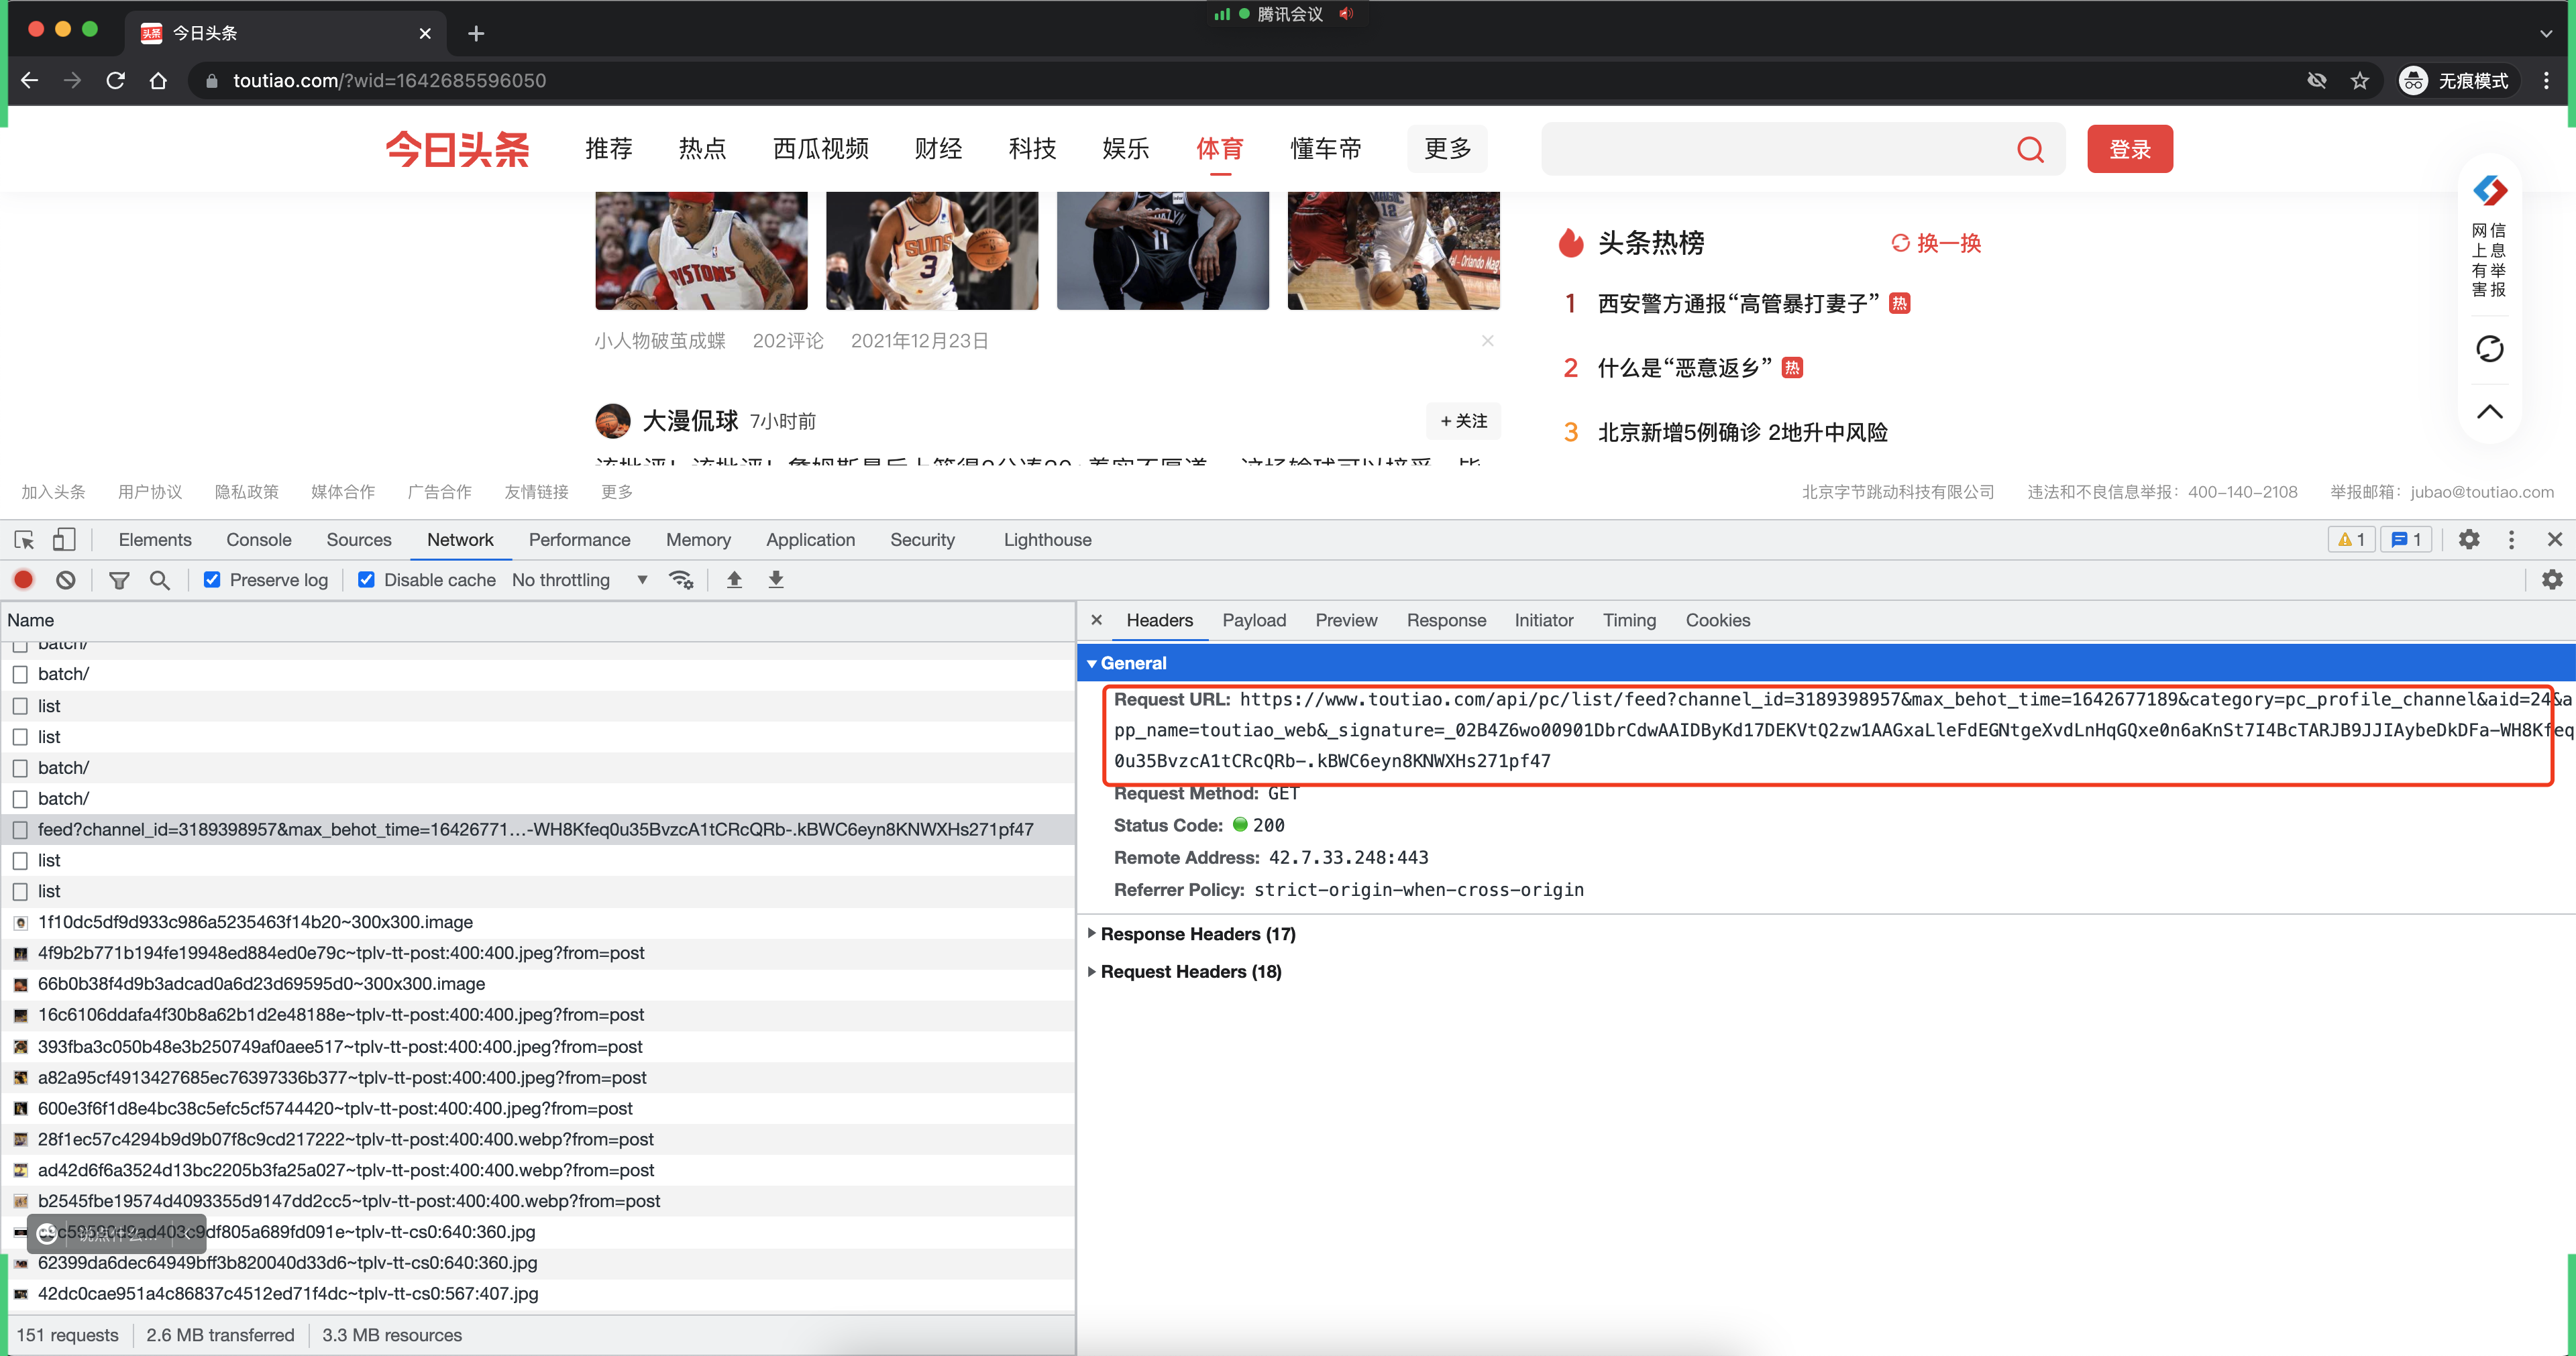 腾讯会议
头条 今日头条
toutiao.com/?wid=1642685596050
无痕模式
今日头条 推荐 热点 西瓜视频 财经 科技 娱乐 体育 懂车帝 更多 登录
小人物破茧成蝶 202评论 2021年12月23日
大漫侃球 7小时前 + 关注
头条热榜 换一换
1 西安警方通报“高管暴打妻子” 热
2 什么是“恶意返乡” 热
3 北京新增5例确诊 2地升中风险
网上有害
信息举报
加入头条 用户协议 隐私政策 媒体合作 广告合作 友情链接 更多 北京字节跳动科技有限公司 违法和不良信息举报：400-140-2108 举报邮箱：jubao@toutiao.com
Elements Console Sources Network Performance Memory Application Security Lighthouse 1 1
Preserve log Disable cache No throttling
Name
batch/
batch/
list
list
batch/
batch/
feed?channel_id=3189398957&max_behot_time=16426771...-WH8Kfeq0u35BvzcA1tCRcQRb-.kBWC6eyn8KNWXHs271pf47
list
list
1f10dc5df9d933c986a5235463f14b20~300x300.image
4f9b2b771b194fe19948ed884ed0e79c~tplv-tt-post:400:400.jpeg?from=post
66b0b38f4d9b3adcad0a6d23d69595d0~300x300.image
16c6106ddafa4f30b8a62b1d2e48188e~tplv-tt-post:400:400.jpeg?from=post
393fba3c050b48e3b250749af0aee517~tplv-tt-post:400:400.jpeg?from=post
a82a95cf4913427685ec76397336b377~tplv-tt-post:400:400.jpeg?from=post
600e3f6f1d8e4bc38c5efc5cf5744420~tplv-tt-post:400:400.jpeg?from=post
28f1ec57c4294b9d9b07f8c9cd217222~tplv-tt-post:400:400.webp?from=post
ad42d6f6a3524d13bc2205b3fa25a027~tplv-tt-post:400:400.webp?from=post
b2545fbe19574d4093355d9147dd2cc5~tplv-tt-post:400:400.webp?from=post
62399da6dec64949bff3b820040d33d6~tplv-tt-cs0:640:360.jpg
42dc0cae951a4c86837c4512ed71f4dc~tplv-tt-cs0:567:407.jpg
151 requests 2.6 MB transferred 3.3 MB resources
Headers Payload Preview Response Initiator Timing Cookies
General
Request URL: https://www.toutiao.com/api/pc/list/feed?channel_id=3189398957&max_behot_time=1642677189&category=pc_profile_channel&aid=24&a
pp_name=toutiao_web&_signature=_02B4Z6wo00901DbrCdwAAIDByKd17DEKVtQ2zw1AAGxaLleFdEGNtgeXvdLnHqGQxe0n6aKnSt7I4BcTARJB9JJIAybeDkDFa-WH8Kfeq
0u35BvzcA1tCRcQRb-.kBWC6eyn8KNWXHs271pf47
Request Method: GET
Status Code: 200
Remote Address: 42.7.33.248:443
Referrer Policy: strict-origin-when-cross-origin
Response Headers (17)
Request Headers (18)